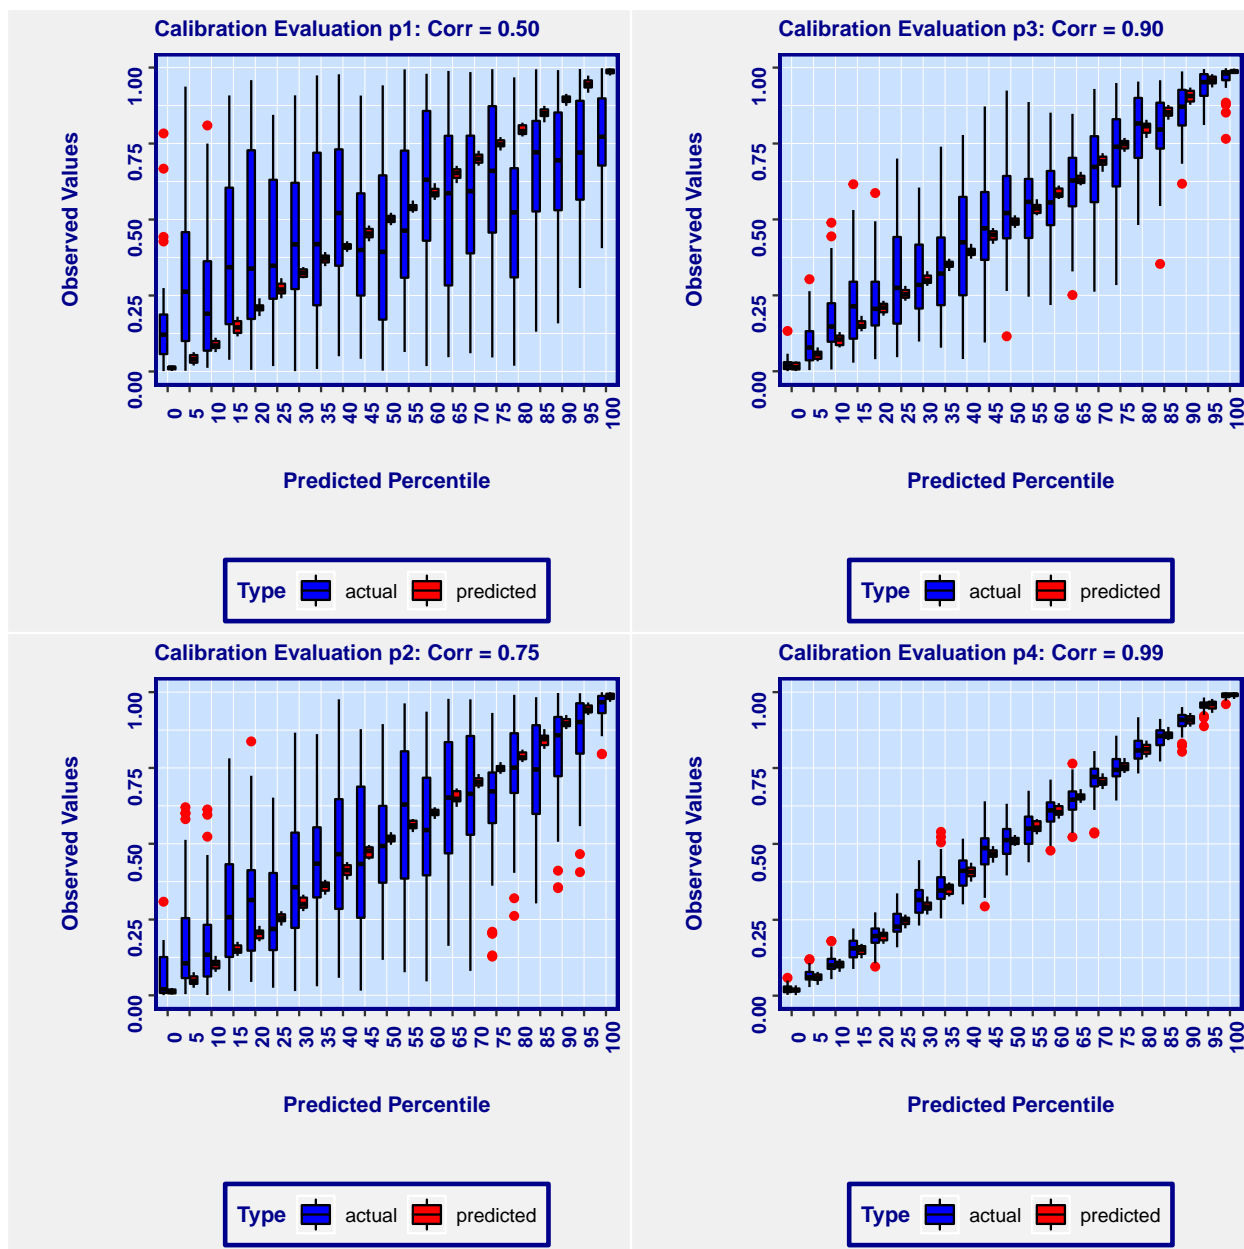 Calibration Evaluation p1: Corr = 0.50
Observed Values
1.00
0.75
0.50
0.25
0.00
0 5 10 15 20 25 30 35 40 45 50 55 60 65 70 75 80 85 90 95 100
Predicted Percentile
Type actual predicted
Calibration Evaluation p3: Corr = 0.90
Observed Values
1.00
0.75
0.50
0.25
0.00
0 5 10 15 20 25 30 35 40 45 50 55 60 65 70 75 80 85 90 95 100
Predicted Percentile
Type actual predicted
Calibration Evaluation p2: Corr = 0.75
Observed Values
1.00
0.75
0.50
0.25
0.00
0 5 10 15 20 25 30 35 40 45 50 55 60 65 70 75 80 85 90 95 100
Predicted Percentile
Type actual predicted
Calibration Evaluation p4: Corr = 0.99
Observed Values
1.00
0.75
0.50
0.25
0.00
0 5 10 15 20 25 30 35 40 45 50 55 60 65 70 75 80 85 90 95 100
Predicted Percentile
Type actual predicted